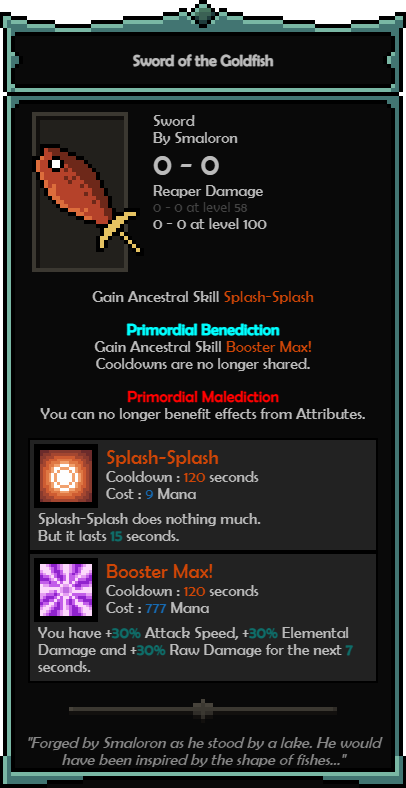 Sword of the Goldfish
Sword
By Smaloron
0 - 0
Reaper Damage
0 - 0 at level 58
0 - 0 at level 100
Gain Ancestral Skill Splash-Splash
Primordial Benediction
Gain Ancestral Skill Booster Max!
Cooldowns are no longer shared.
Primordial Malediction
You can no longer benefit effects from Attributes.
Splash-Splash
Cooldown : 120 seconds
Cost : 9 Mana
Splash-Splash does nothing much.
But it lasts 15 seconds.
Booster Max!
Cooldown : 120 seconds
Cost : 777 Mana
You have +30% Attack Speed, +30% Elemental
Damage and +30% Raw Damage for the next 7
seconds.
"Forged by Smaloron as he stood by a lake. He would
have been inspired by the shape of fishes..."